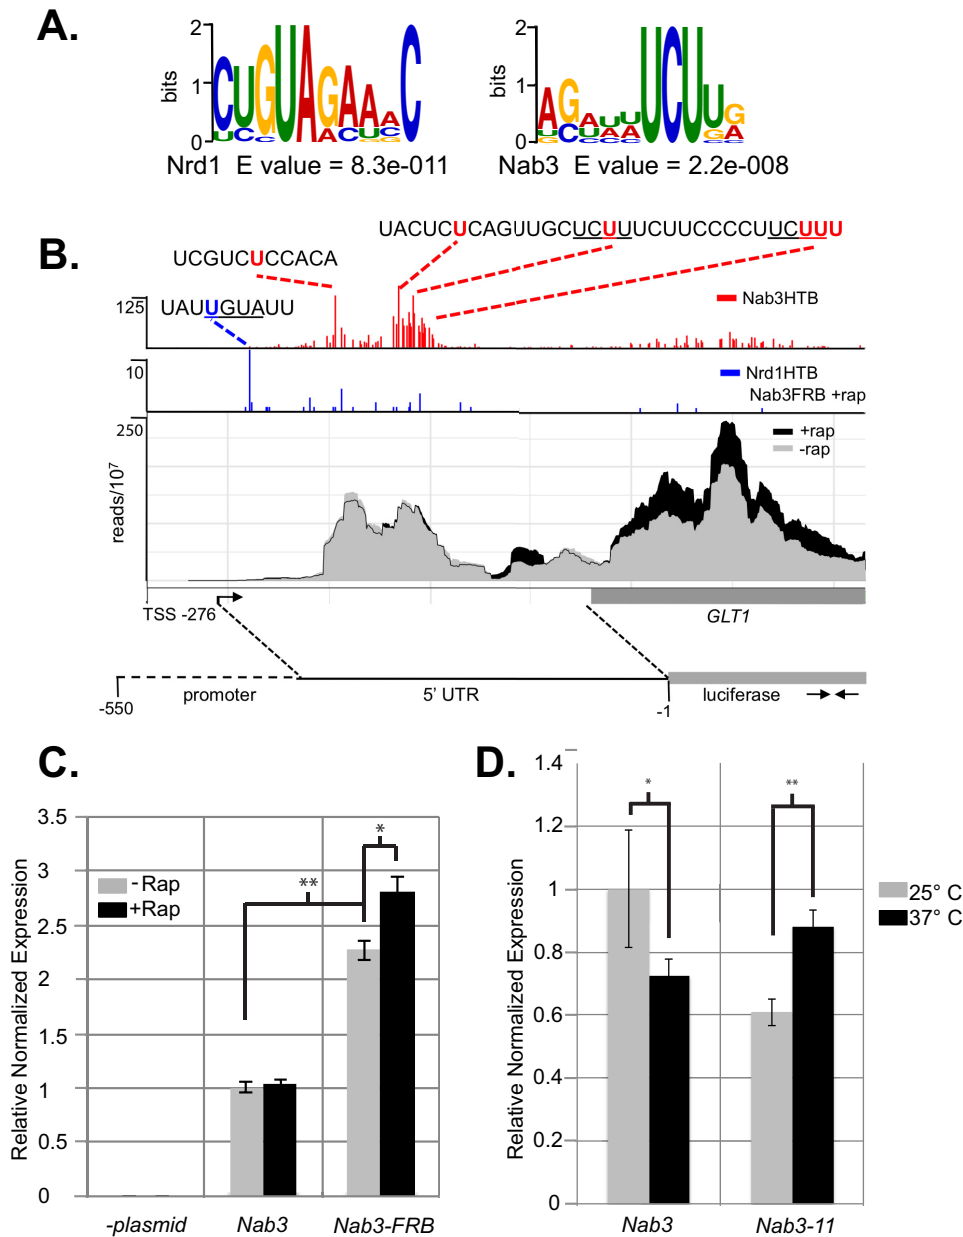 A.
bits
2
1
0
CUGUAGAAAC
Nrd1 E value = 8.3e-011
bits
2
1
0
AGAUUUCUUG
Nab3 E value = 2.2e-008
B.
UACUCUCAGUUGCUCUUUCUUCCCCUUCUUU
UCGUCUCCACA
UAUUGUAUU
125
Nab3HTB
10
Nrd1HTB
Nab3FRB +rap
250
reads/10⁷
+rap
-rap
TSS -276
GLT1
promoter
5' UTR
luciferase
-550
-1
C.
Relative Normalized Expression
3.5
3
2.5
2
1.5
1
0.5
0
- Rap
+Rap
**
*
-plasmid
Nab3
Nab3-FRB
D.
Relative Normalized Expression
1.4
1.2
1
0.8
0.6
0.4
0.2
0
*
**
25° C
37° C
Nab3
Nab3-11